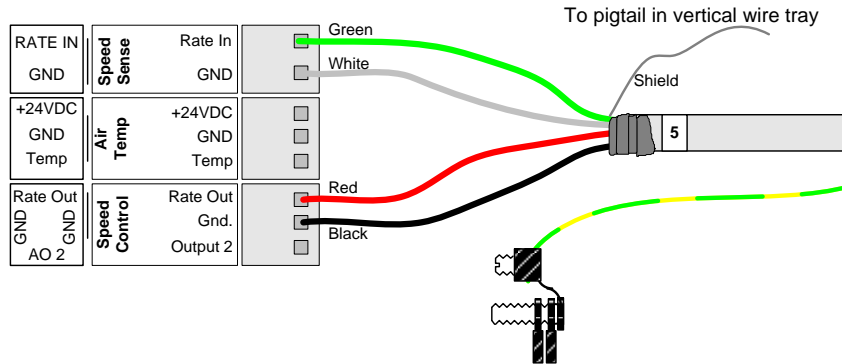 To pigtail in vertical wire tray
Green
RATE IN
Speed Sense
Rate In
GND
GND
White
Shield
+24VDC
GND
Temp
Air Temp
+24VDC
GND
Temp
5
Red
Rate Out
GND
GND
AO 2
Speed Control
Rate Out
Gnd.
Output 2
Black